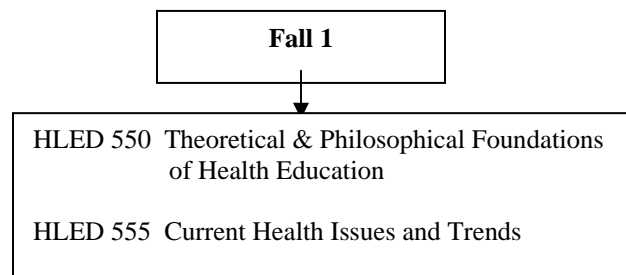 Fall 1
HLED 550 Theoretical & Philosophical Foundations
of Health Education
HLED 555 Current Health Issues and Trends